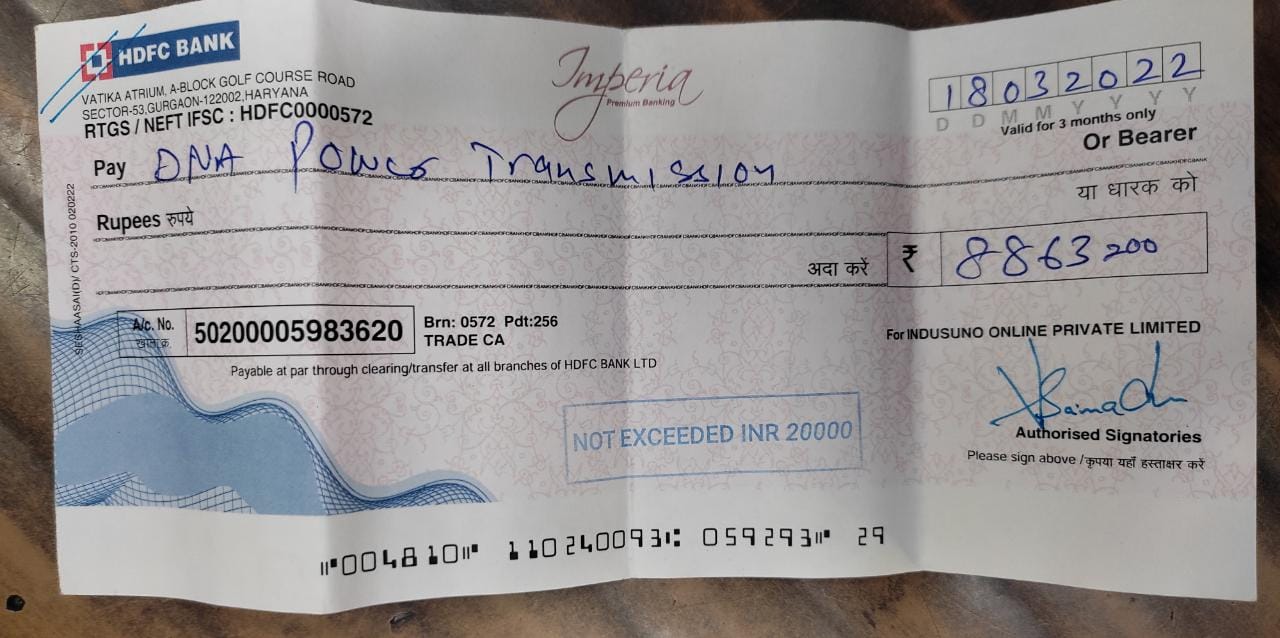 HDFC BANK
VATIKA ATRIUM, A-BLOCK GOLF COURSE ROAD
SECTOR-53,GURGAON-122002,HARYANA
RTGS / NEFT IFSC : HDFC0000572
Imperia
Premium Banking
18032022
D D M M Y Y Y Y
Valid for 3 months only
Or Bearer
Pay DNA Power Transmission
या धारक को
Rupees रुपये
अदा करें ₹ 8863200
A/c. No. 50200005983620
खाता क्र.
Brn: 0572 Pdt:256
TRADE CA
For INDUSUNO ONLINE PRIVATE LIMITED
Payable at par through clearing/transfer at all branches of HDFC BANK LTD
NOT EXCEEDED INR 20000
Authorised Signatories
Please sign above /कृपया यहाँ हस्ताक्षर करें
⑈004810⑈ 110240093⑆ 059293⑈ 29
SESHAASAI(D)/ CTS-2010 020222